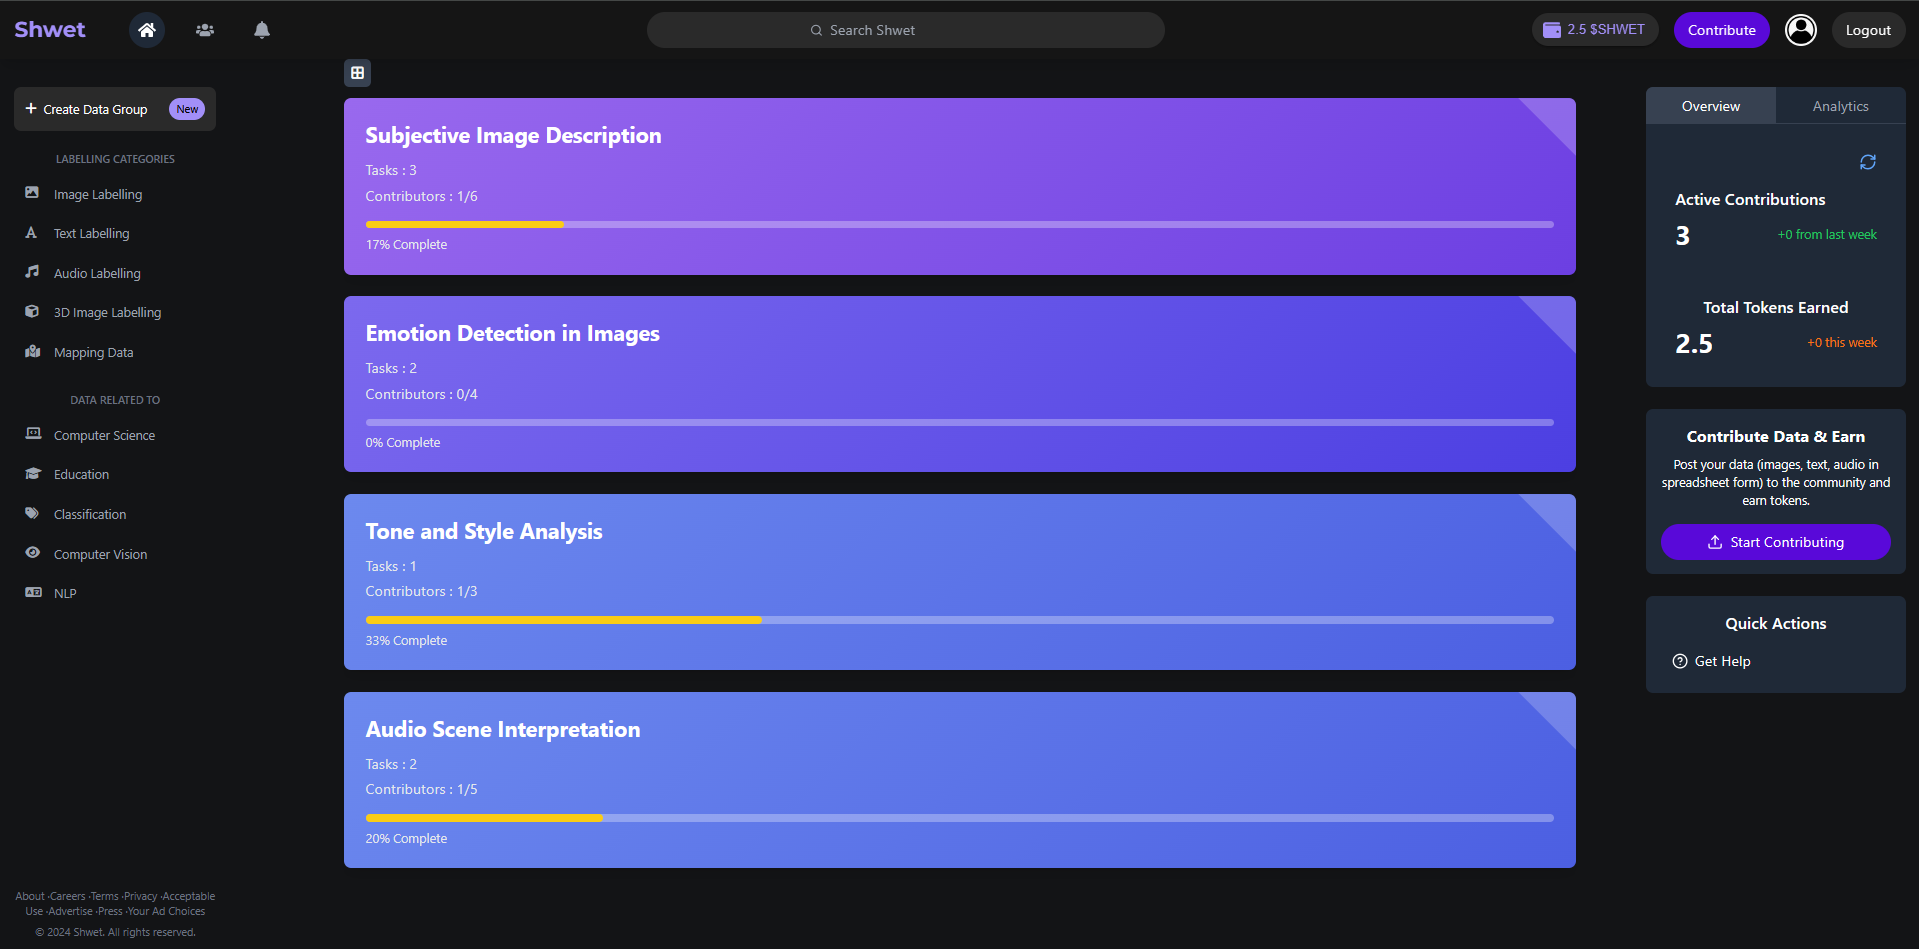 Shwet
Search Shwet
2.5 $SHWET
Contribute
Logout
Create Data Group
New
LABELLING CATEGORIES
Image Labelling
Text Labelling
Audio Labelling
3D Image Labelling
Mapping Data
DATA RELATED TO
Computer Science
Education
Classification
Computer Vision
NLP
About ·Careers ·Terms ·Privacy ·Acceptable
Use ·Advertise ·Press ·Your Ad Choices
© 2024 Shwet. All rights reserved.
Subjective Image Description
Tasks : 3
Contributors : 1/6
17% Complete
Emotion Detection in Images
Tasks : 2
Contributors : 0/4
0% Complete
Tone and Style Analysis
Tasks : 1
Contributors : 1/3
33% Complete
Audio Scene Interpretation
Tasks : 2
Contributors : 1/5
20% Complete
Overview
Analytics
Active Contributions
3
+0 from last week
Total Tokens Earned
2.5
+0 this week
Contribute Data & Earn
Post your data (images, text, audio in
spreadsheet form) to the community and
earn tokens.
Start Contributing
Quick Actions
Get Help